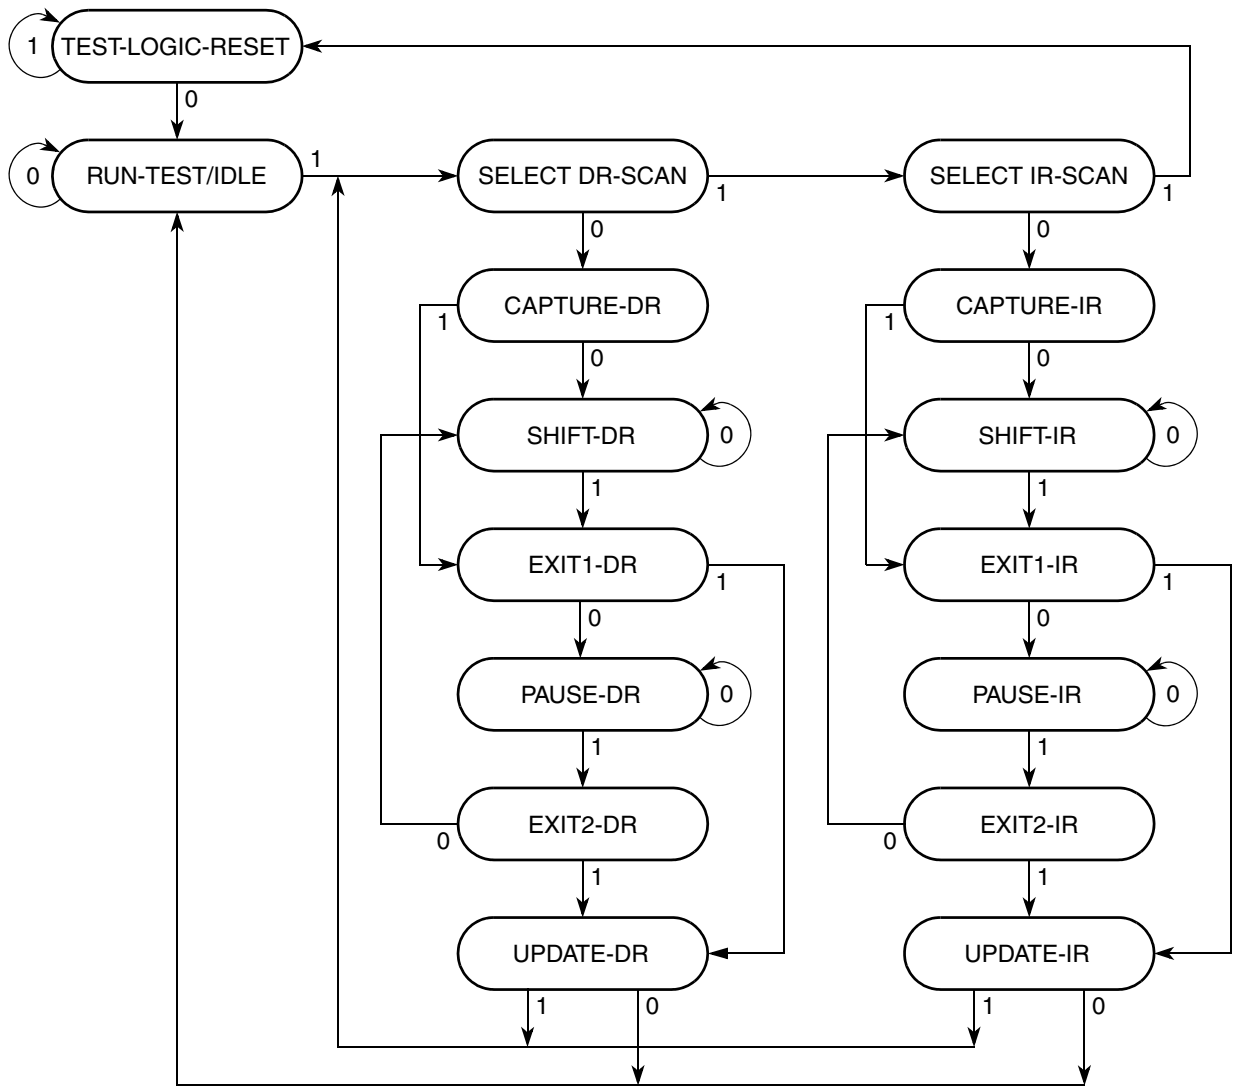 1
TEST-LOGIC-RESET
0
0
RUN-TEST/IDLE
1
SELECT DR-SCAN
1
SELECT IR-SCAN
1
0
0
CAPTURE-DR
1
0
CAPTURE-IR
1
0
SHIFT-DR
0
1
SHIFT-IR
0
1
EXIT1-DR
1
0
EXIT1-IR
1
0
PAUSE-DR
0
1
PAUSE-IR
0
1
EXIT2-DR
0
1
EXIT2-IR
0
1
UPDATE-DR
1
0
UPDATE-IR
1
0